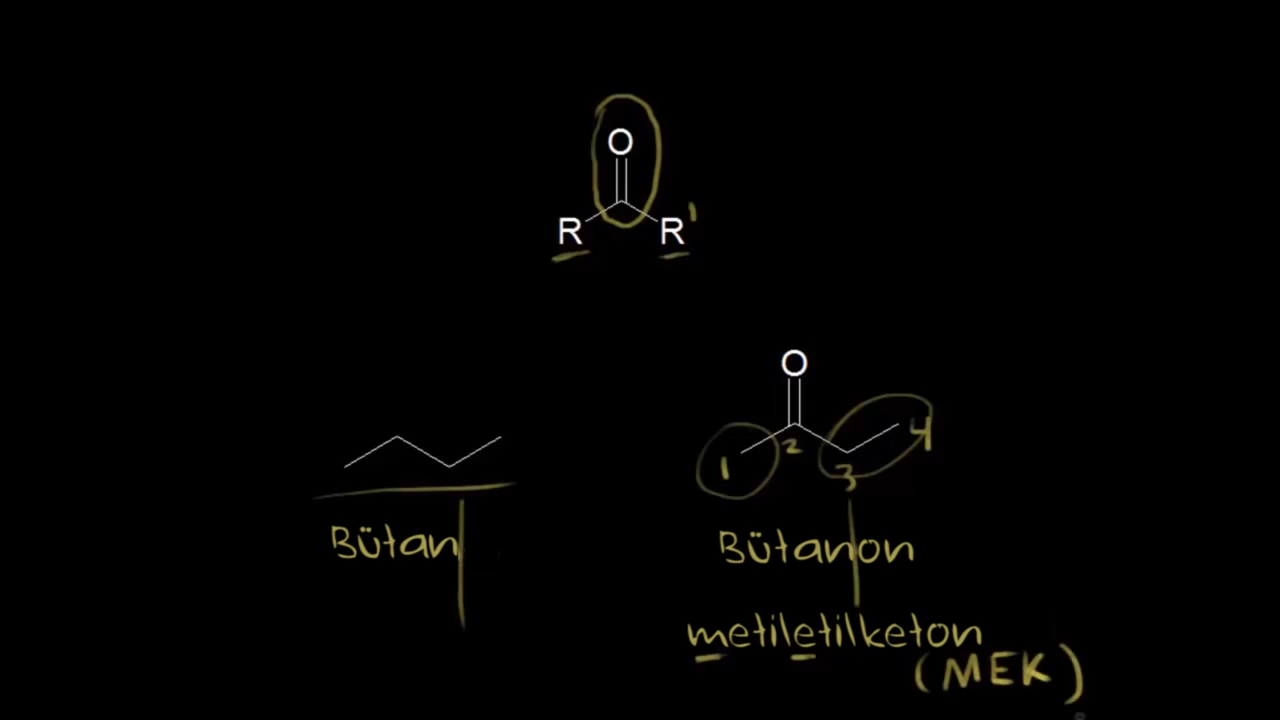 O
R R'
O
1 2 3 4
Bütan Bütanon
metiletilketon
(MEK)